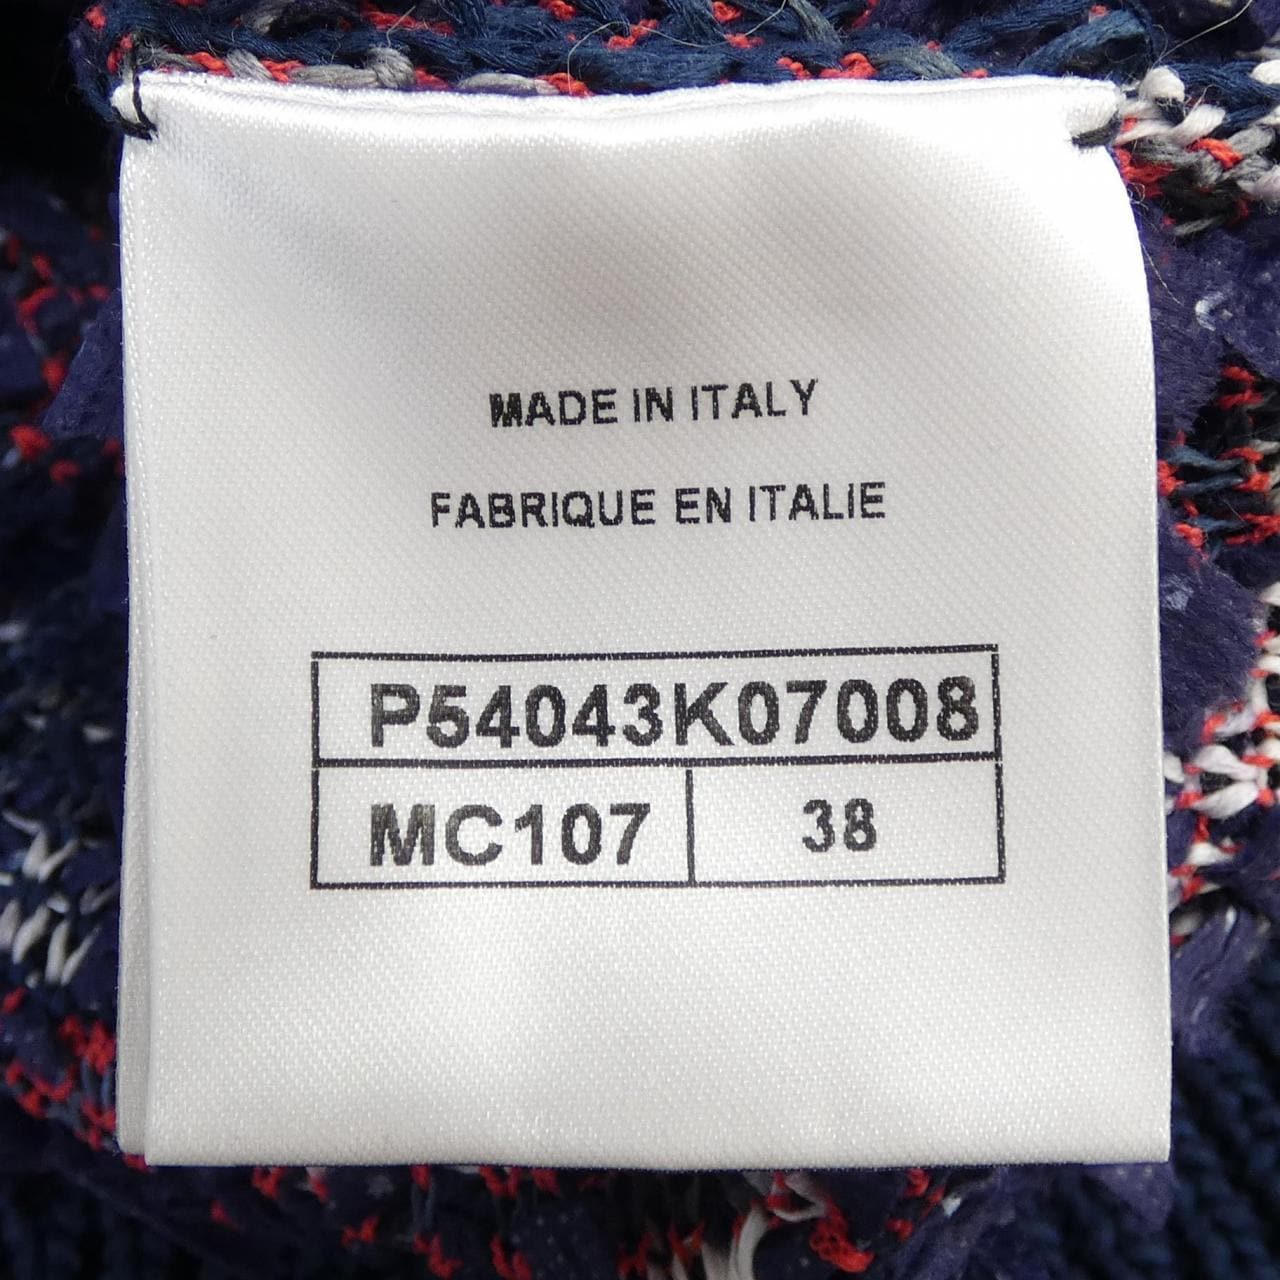 MADE IN ITALY
FABRIQUE EN ITALIE
P54043K07008
MC107 38